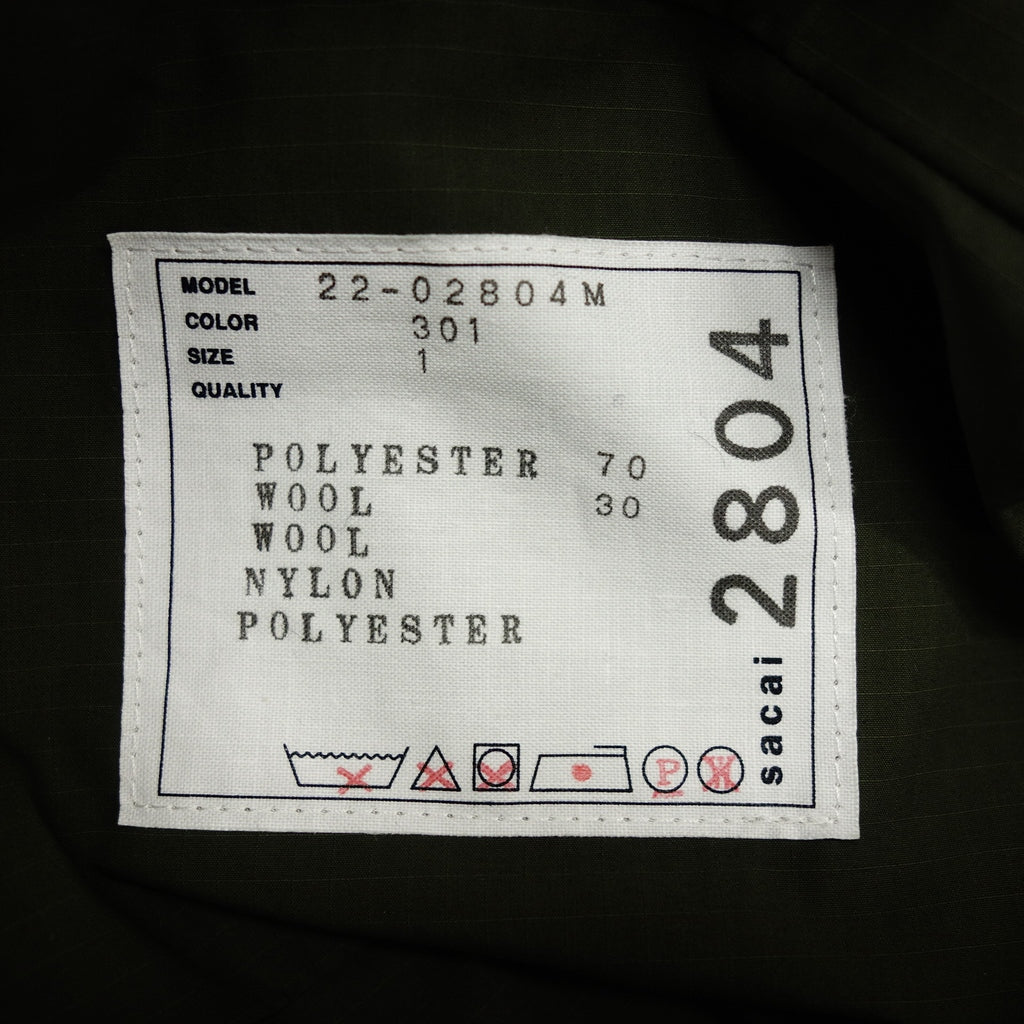 MODEL 22-02804M
COLOR 301
SIZE 1
QUALITY
POLYESTER 70
WOOL 30
WOOL
NYLON
POLYESTER
P W
sacai 2804